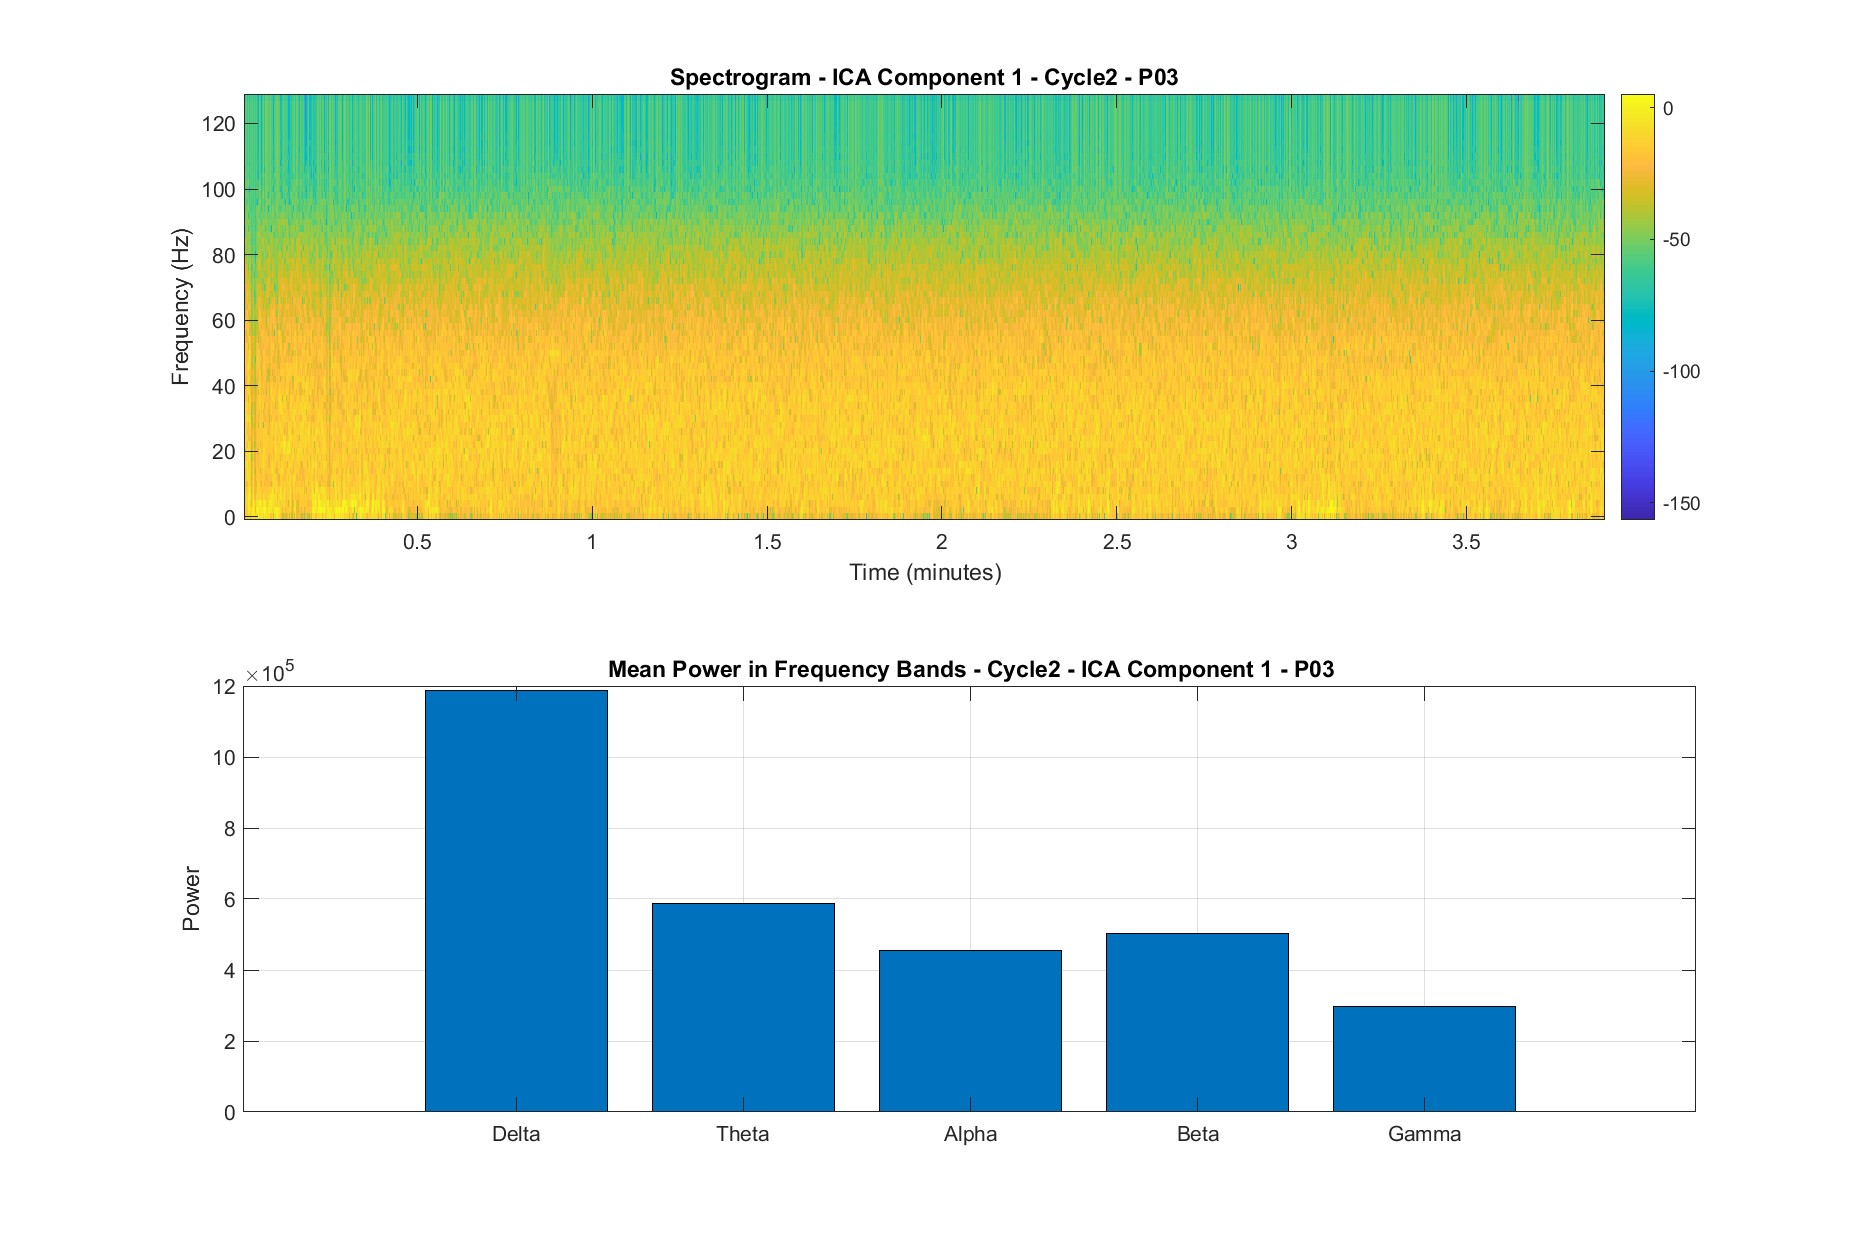 Spectrogram - ICA Component 1 - Cycle2 - P03
120
100
80
60
40
20
0
Frequency (Hz)
0.5 1 1.5 2 2.5 3 3.5
Time (minutes)
0
-50
-100
-150
Mean Power in Frequency Bands - Cycle2 - ICA Component 1 - P03
×10^5
12
10
8
6
4
2
0
Power
Delta Theta Alpha Beta Gamma